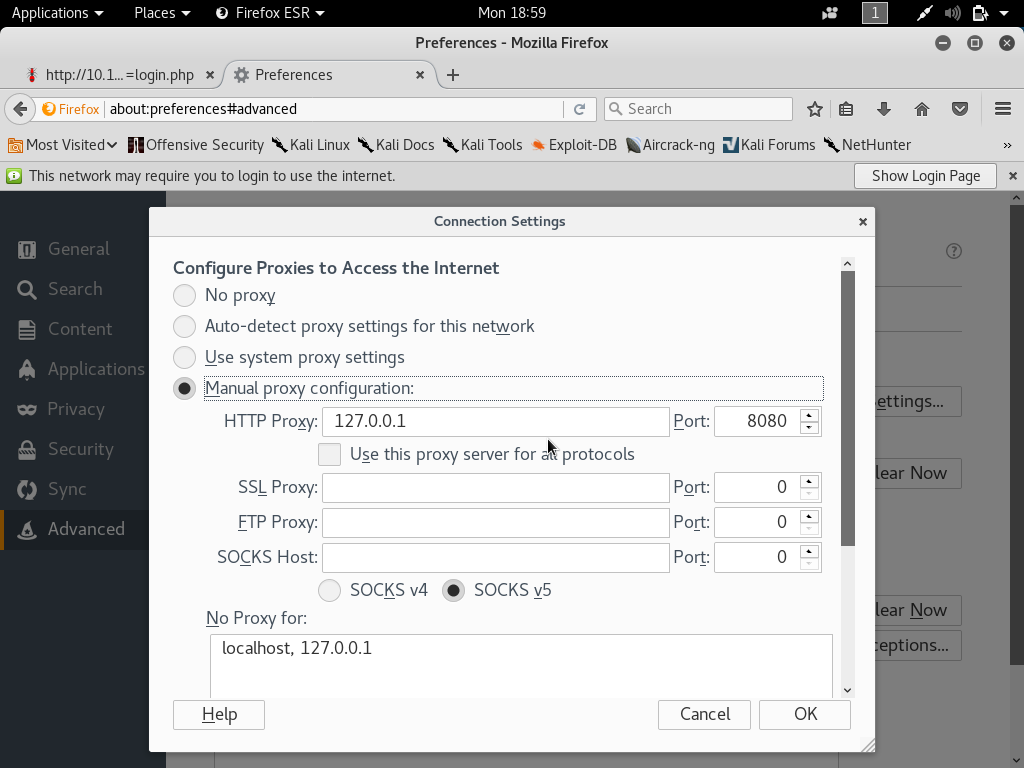 Applications Places Firefox ESR Mon 18:59 1
Preferences - Mozilla Firefox
http://10.1...=login.php Preferences
Firefox about:preferences#advanced Search
Most Visited Offensive Security Kali Linux Kali Docs Kali Tools Exploit-DB Aircrack-ng Kali Forums NetHunter »
This network may require you to login to use the internet. Show Login Page
Connection Settings
General
Search
Content
Applications
Privacy
Security
Sync
Advanced
Configure Proxies to Access the Internet
No proxy
Auto-detect proxy settings for this network
Use system proxy settings
Manual proxy configuration:
HTTP Proxy: 127.0.0.1 Port: 8080
Use this proxy server for all protocols
SSL Proxy: Port: 0
FTP Proxy: Port: 0
SOCKS Host: Port: 0
SOCKS v4 SOCKS v5
No Proxy for:
localhost, 127.0.0.1
Help Cancel OK
ettings...
lear Now
lear Now
ceptions...